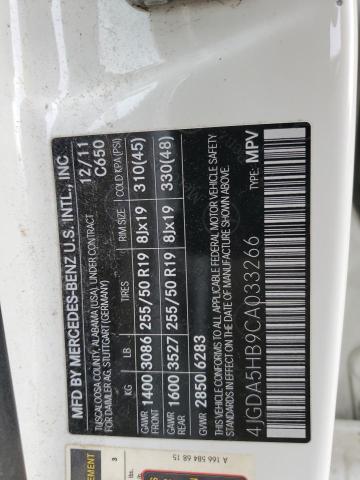 MFD BY MERCEDES-BENZ U.S. INTL., INC
TUSCALOOSA COUNTY, ALABAMA (USA), UNDER CONTRACT 12/11
FOR DAIMLER AG, STUTTGART (GERMANY) C650
KG LB TIRES RIM SIZE COLD KPA (PSI)
GAWR FRONT 1400 3086 255/50 R19 8Jx19 310(45)
GAWR REAR 1600 3527 255/50 R19 8Jx19 330(48)
GVWR 2850 6283
THIS VEHICLE CONFORMS TO ALL APPLICABLE FEDERAL MOTOR VEHICLE SAFETY
STANDARDS IN EFFECT ON THE DATE OF MANUFACTURE SHOWN ABOVE.
4JGDA5HB9CA033266 TYPE: MPV
A 166 584 68 15
3